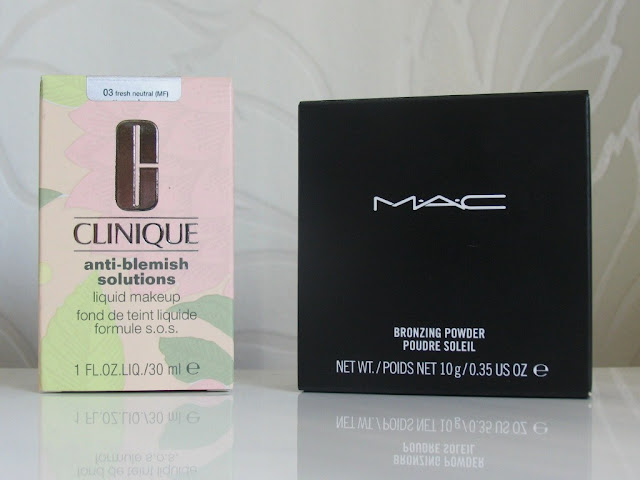 03 fresh neutral (MF)
CLINIQUE
anti-blemish
solutions
liquid makeup
fond de teint liquide
formule s.o.s.
1 FL.OZ.LIQ./30 ml ℮
M·A·C
BRONZING POWDER
POUDRE SOLEIL
NET WT./POIDS NET 10 g/0.35 US OZ ℮